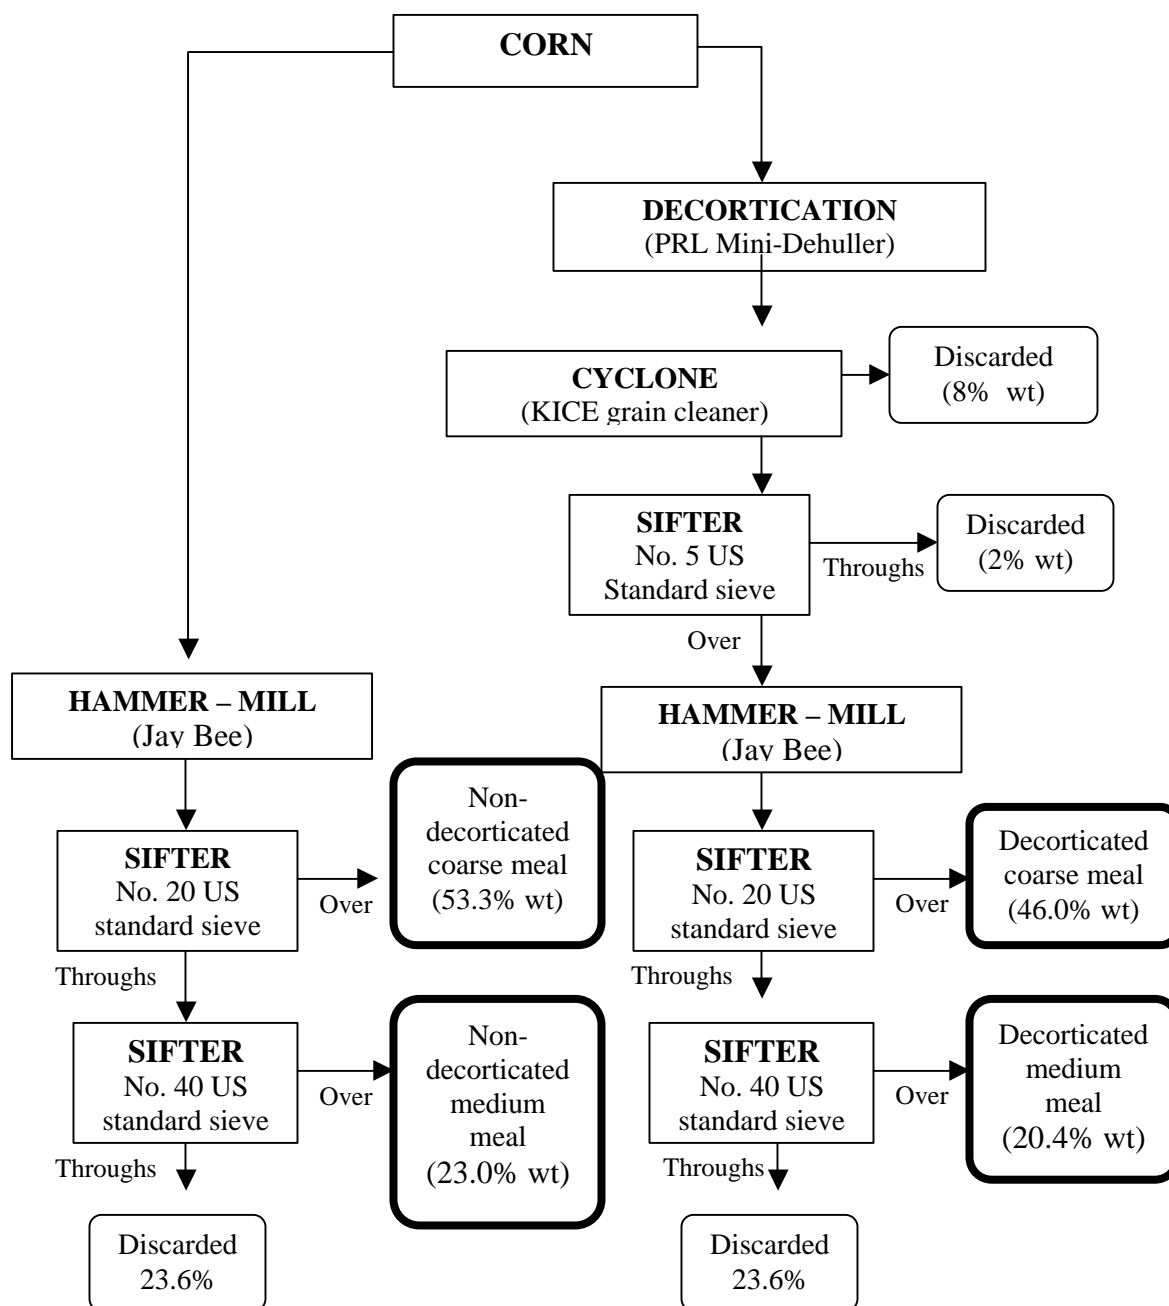 CORN
DECORTICATION
(PRL Mini-Dehuller)
CYCLONE
(KICE grain cleaner)
Discarded
(8% wt)
SIFTER
No. 5 US
Standard sieve
Throughs
Discarded
(2% wt)
Over
HAMMER – MILL
(Jay Bee)
HAMMER – MILL
(Jay Bee)
SIFTER
No. 20 US
standard sieve
Over
Non-
decorticated
coarse meal
(53.3% wt)
SIFTER
No. 20 US
standard sieve
Over
Decorticated
coarse meal
(46.0% wt)
Throughs
Throughs
SIFTER
No. 40 US
standard sieve
Over
Non-
decorticated
medium
meal
(23.0% wt)
SIFTER
No. 40 US
standard sieve
Over
Decorticated
medium
meal
(20.4% wt)
Throughs
Throughs
Discarded
23.6%
Discarded
23.6%